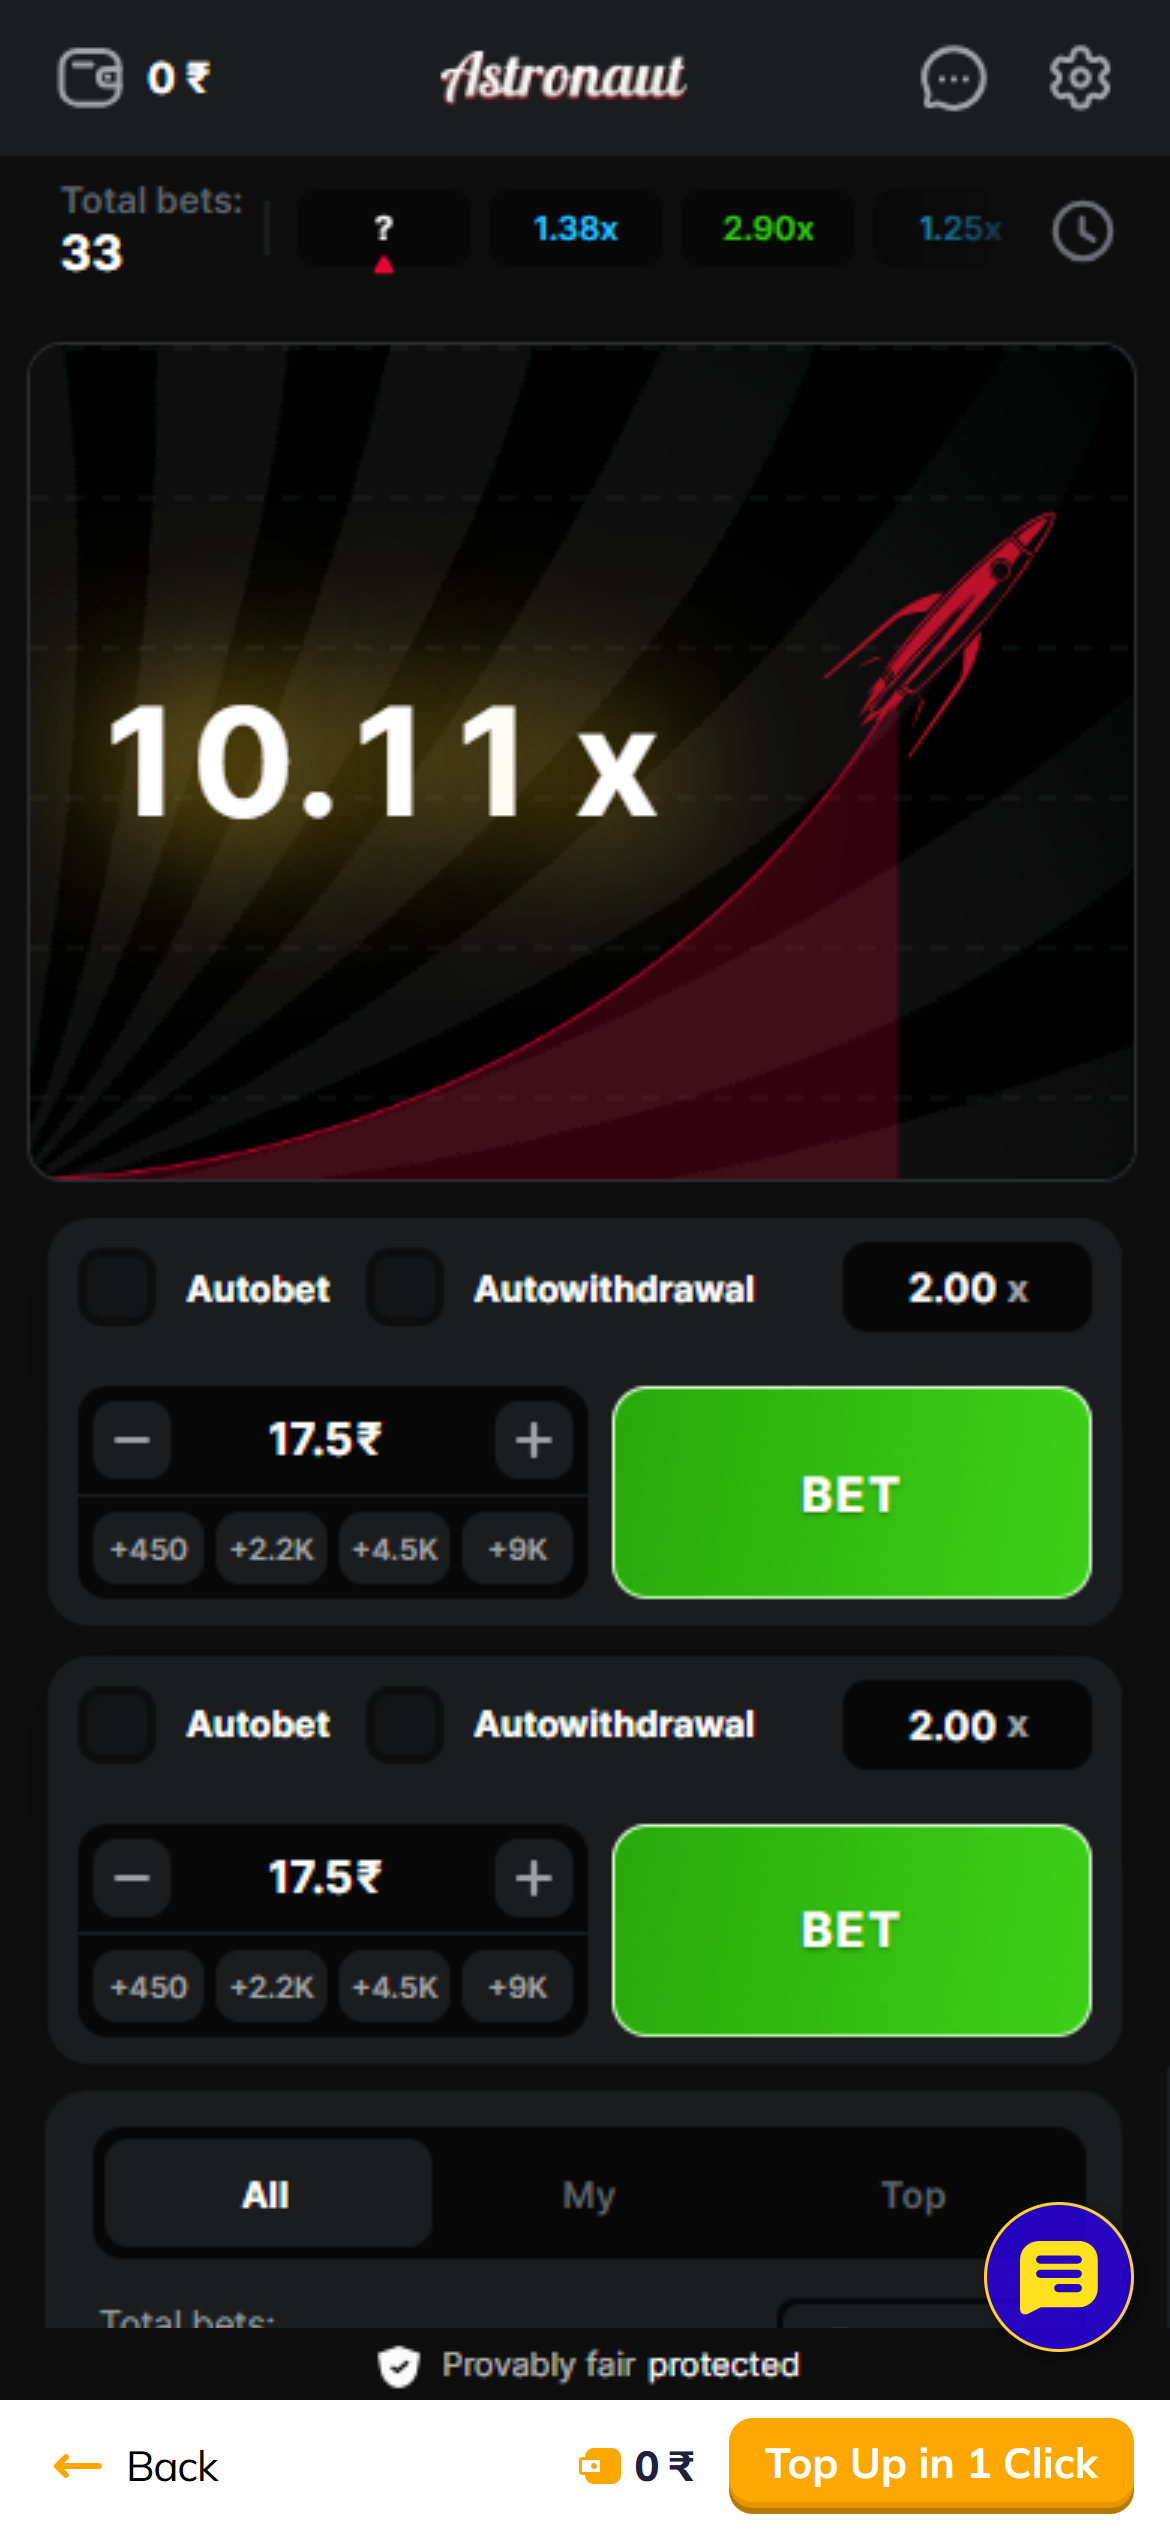 0 ₹
Astronaut
Total bets:
33
?
1.38x
2.90x
1.25x
10.11 x
Autobet
Autowithdrawal
2.00 x
17.5₹
+450
+2.2K
+4.5K
+9K
BET
Autobet
Autowithdrawal
2.00 x
17.5₹
+450
+2.2K
+4.5K
+9K
BET
All
My
Top
Total bets:
Provably fair protected
Back
0 ₹
Top Up in 1 Click